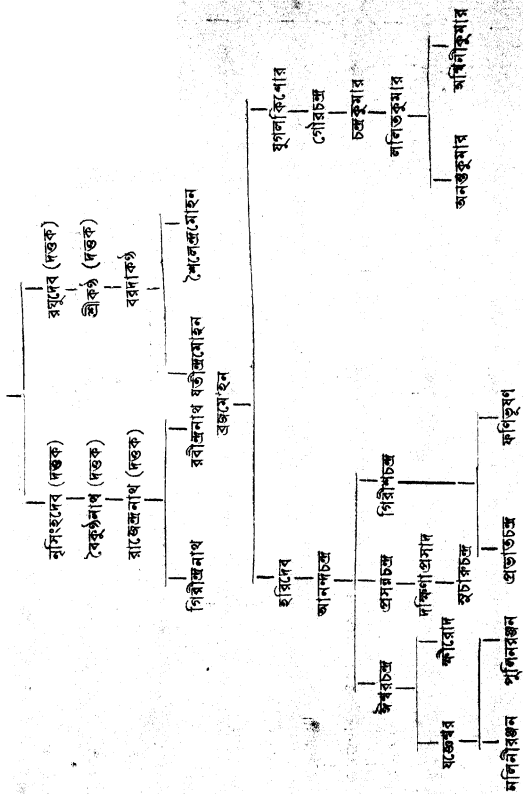 নৃসিংহদেব (দত্তক) রঘুদেব (দত্তক)
বৈকুণ্ঠনাথ (দত্তক) শ্রীকণ্ঠ (দত্তক)
রাজেন্দ্রনাথ (দত্তক) বরদাকণ্ঠ
গিরীন্দ্রনাথ রবীন্দ্রনাথ যতীন্দ্রমোহন শৈলেন্দ্রমোহন
ব্রজমোহন
হরিদেব যুগলকিশোর
আনন্দচন্দ্র গৌরচন্দ্র
চন্দ্রকুমার
ঈশ্বরচন্দ্র প্রসন্নচন্দ্র গিরীশচন্দ্র ললিতকুমার
দক্ষিণাপ্রসাদ
যজ্ঞেশ্বর ক্ষীরোদ সুচারুচন্দ্র অনন্তকুমার অশ্বিনীকুমার
নলিনীরঞ্জন পুলিনরঞ্জন প্রভাতচন্দ্র ফণিভূষণ